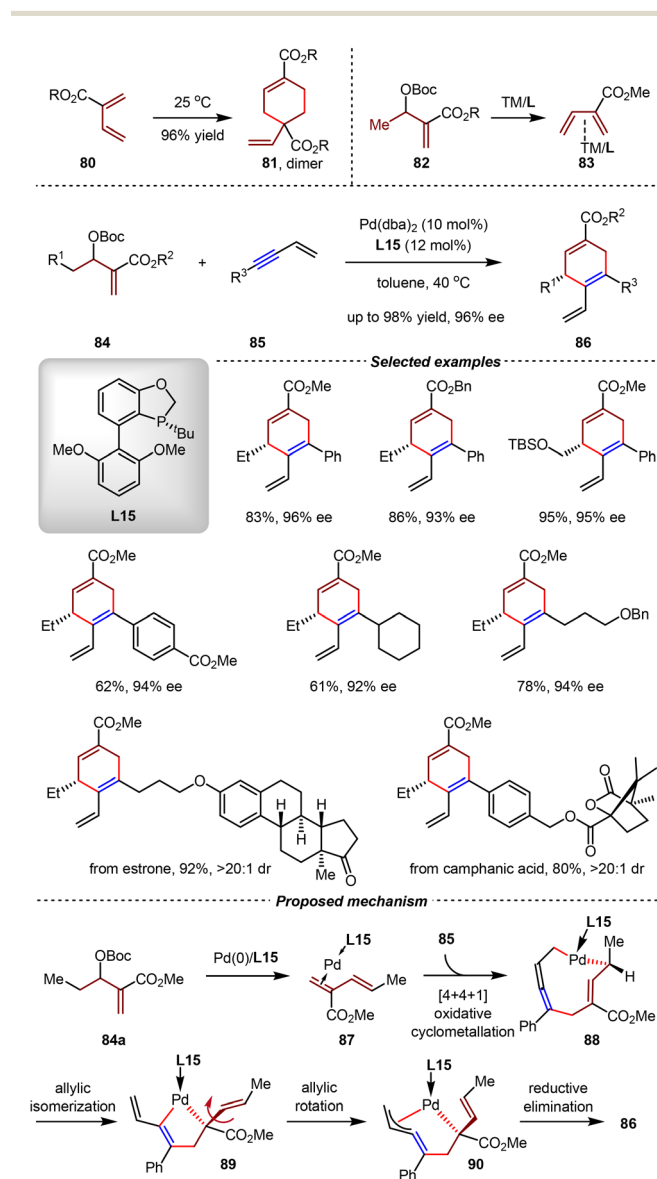 RO₂C
25 °C
96% yield
CO₂R
CO₂R
80
81, dimer
OBoc
Me
CO₂R
TM/L
CO₂Me
TM/L
82
83
OBoc
R¹
CO₂R²
+
R³
Pd(dba)₂ (10 mol%)
L15 (12 mol%)
toluene, 40 °C
up to 98% yield, 96% ee
CO₂R²
R¹
R³
84
85
86
Selected examples
O
P
tBu
MeO
OMe
L15
CO₂Me
Et
Ph
83%, 96% ee
CO₂Bn
Et
Ph
86%, 93% ee
CO₂Me
TBSO
Ph
95%, 95% ee
CO₂Me
Et
CO₂Me
62%, 94% ee
CO₂Me
Et
61%, 92% ee
CO₂Me
Et
OBn
78%, 94% ee
CO₂Me
Et
O
H
H
H
Me
O
from estrone, 92%, >20:1 dr
CO₂Me
Et
O
O
O
O
from camphanic acid, 80%, >20:1 dr
Proposed mechanism
OBoc
Et
CO₂Me
84a
Pd(0)/L15
L15
Pd
Me
CO₂Me
87
85
[4+4+1]
oxidative
cyclometallation
L15
Pd
Me
H
Ph
CO₂Me
88
allylic
isomerization
L15
Pd
Me
CO₂Me
Ph
89
allylic
rotation
L15
Pd
Me
CO₂Me
Ph
90
reductive
elimination
86